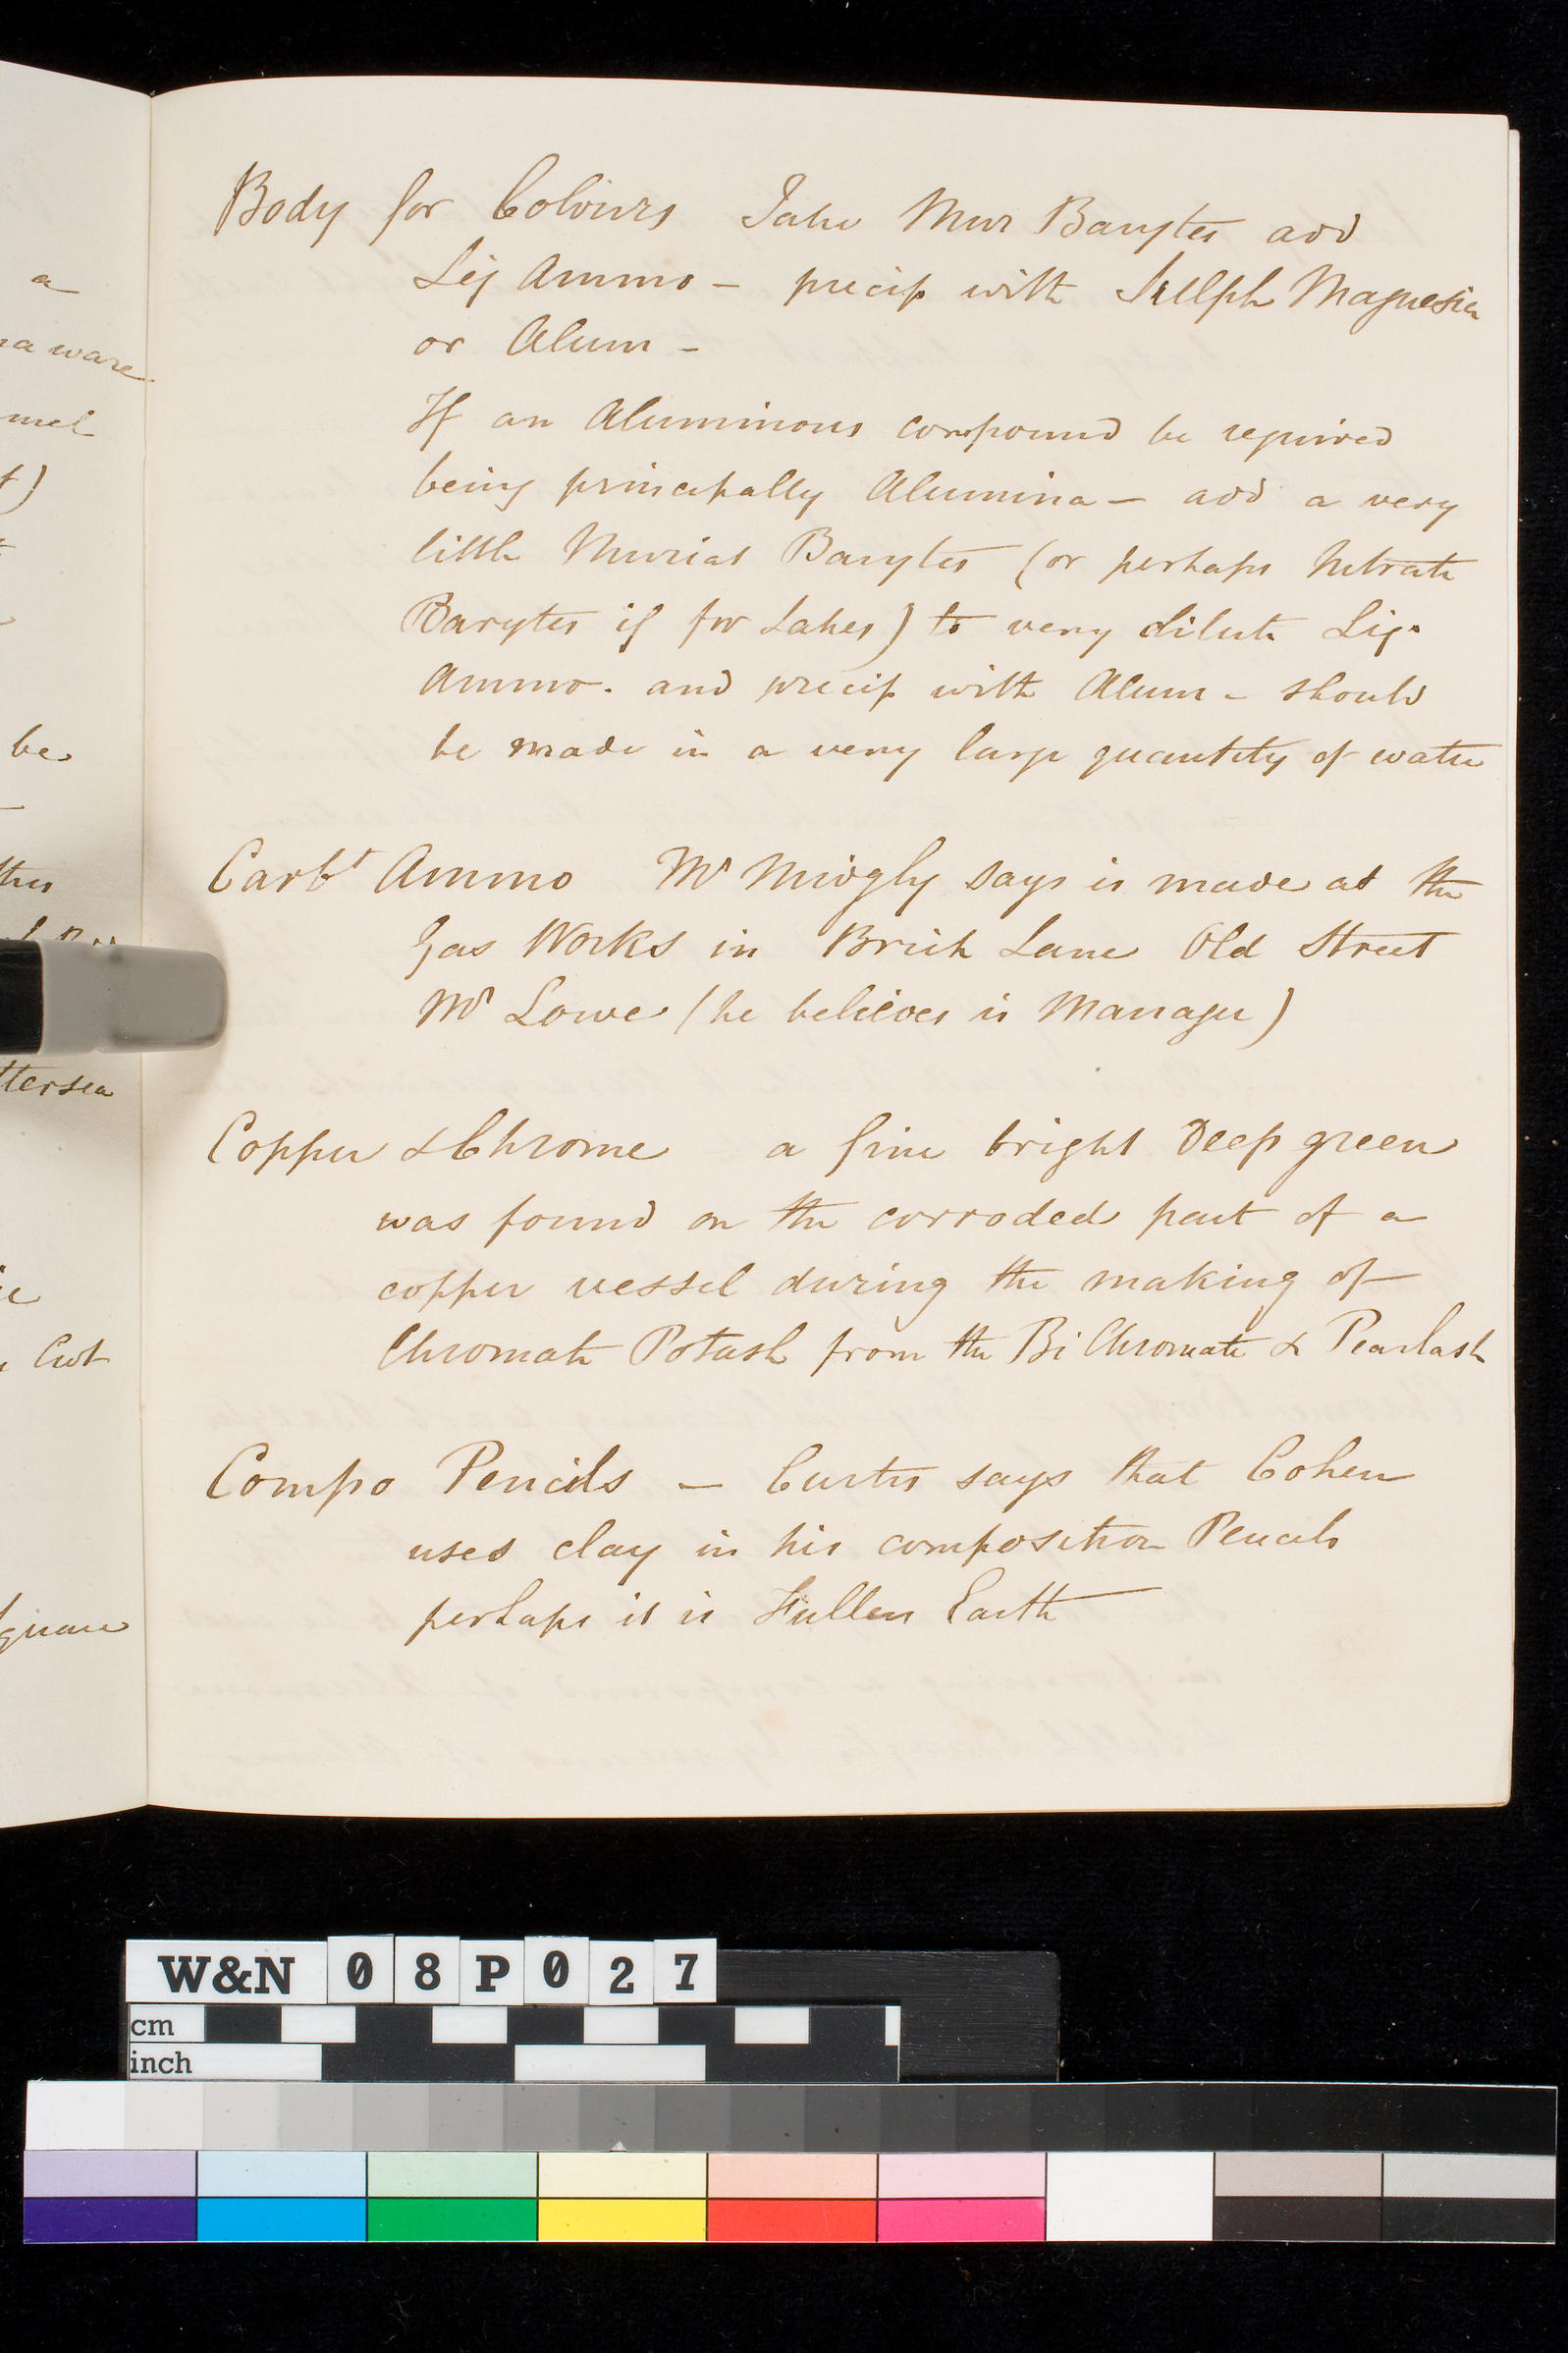 Body for Colours Take Mur Barytes add
Liq Ammo - precip with Sulph Magnesia
or Alum -
If an Aluminous compound be required
being principally Alumina - add a very
little Muriat Barytes (or perhaps Nitrate
Barytes if for Lakes) to very dilute Liq.
Ammo. and precip with Alum - should
be made in a very large quantity of water
Carbt Ammo Mr Midgly says is made at the
Gas Works in Brick Lane Old Street
Mr Lowe (he believes is Manager)
Copper & Chrome a fine bright Deep green
was found on the corroded part of a
copper vessel during the making of
Chromate Potash from the Bi Chromate & Pearlash
Compo Pencils - Curtis says that Cohen
uses clay in his composition Pencils
perhaps it is Fullers Earth
a
ware
be
ttersea
Cut
W&N 08P027
cm
inch